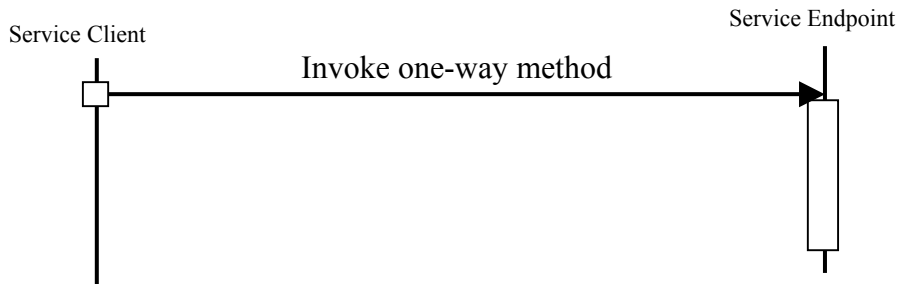 Service Client
Service Endpoint
Invoke one-way method